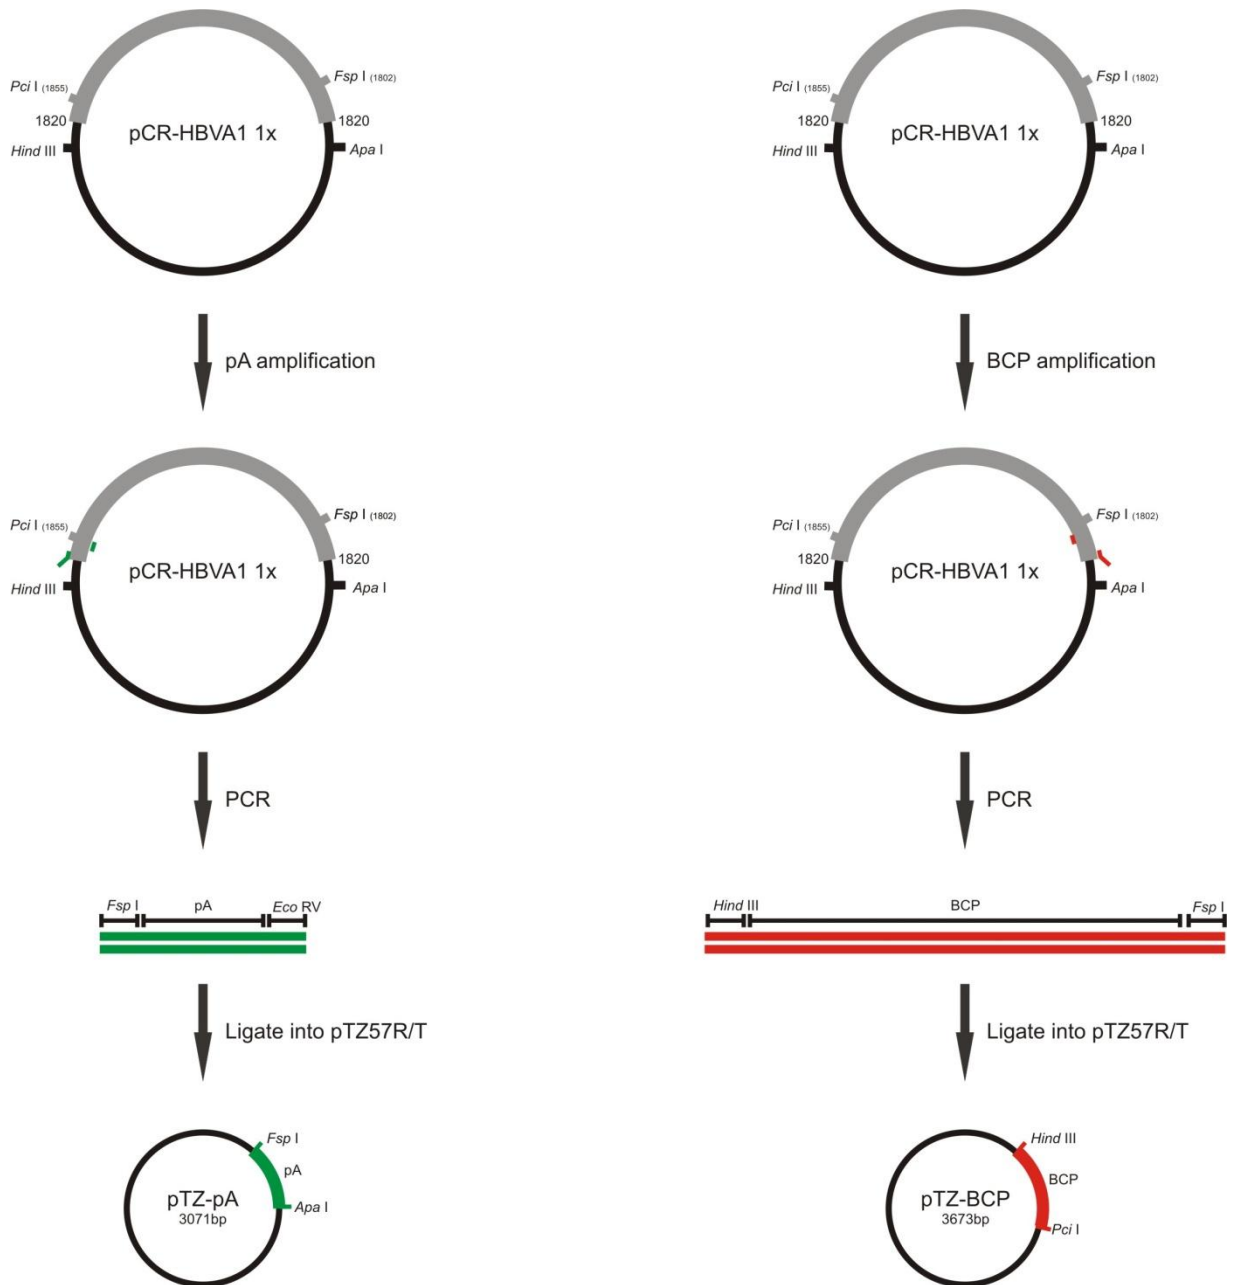 Pci I (1855)
Fsp I (1802)
1820
pCR-HBVA1 1x
1820
Hind III
Apa I
Pci I (1855)
Fsp I (1802)
1820
pCR-HBVA1 1x
1820
Hind III
Apa I
pA amplification
BCP amplification
Pci I (1855)
Fsp I (1802)
1820
pCR-HBVA1 1x
Hind III
Apa I
Pci I (1855)
Fsp I (1802)
1820
pCR-HBVA1 1x
Hind III
Apa I
PCR
PCR
Fsp I
pA
Eco RV
Hind III
BCP
Fsp I
Ligate into pTZ57R/T
Ligate into pTZ57R/T
Fsp I
pA
pTZ-pA
3071bp
Apa I
Hind III
BCP
pTZ-BCP
3673bp
Pci I